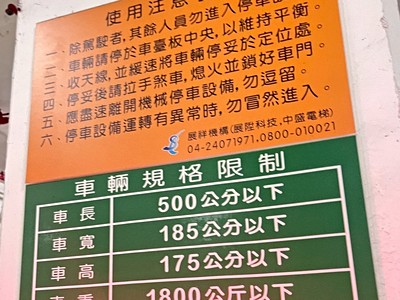 使用注意
一、除駕駛者,其餘人員勿進入停車
二、車輛請停於車臺板中央,以維持平衡。
三、收天線,並緩速將車輛停妥於定位處。
四、停妥後請拉手煞車,熄火並鎖好車門。
五、應盡速離開機械停車設備,勿逗留。
六、停車設備運轉有異常時,勿冒然進入。
展祥機構(展陞科技、中盛電梯)
04-24071971、0800-010021
車輛規格限制
車長 500公分以下
車寬 185公分以下
車高 175公分以下
車重 1800公斤以下